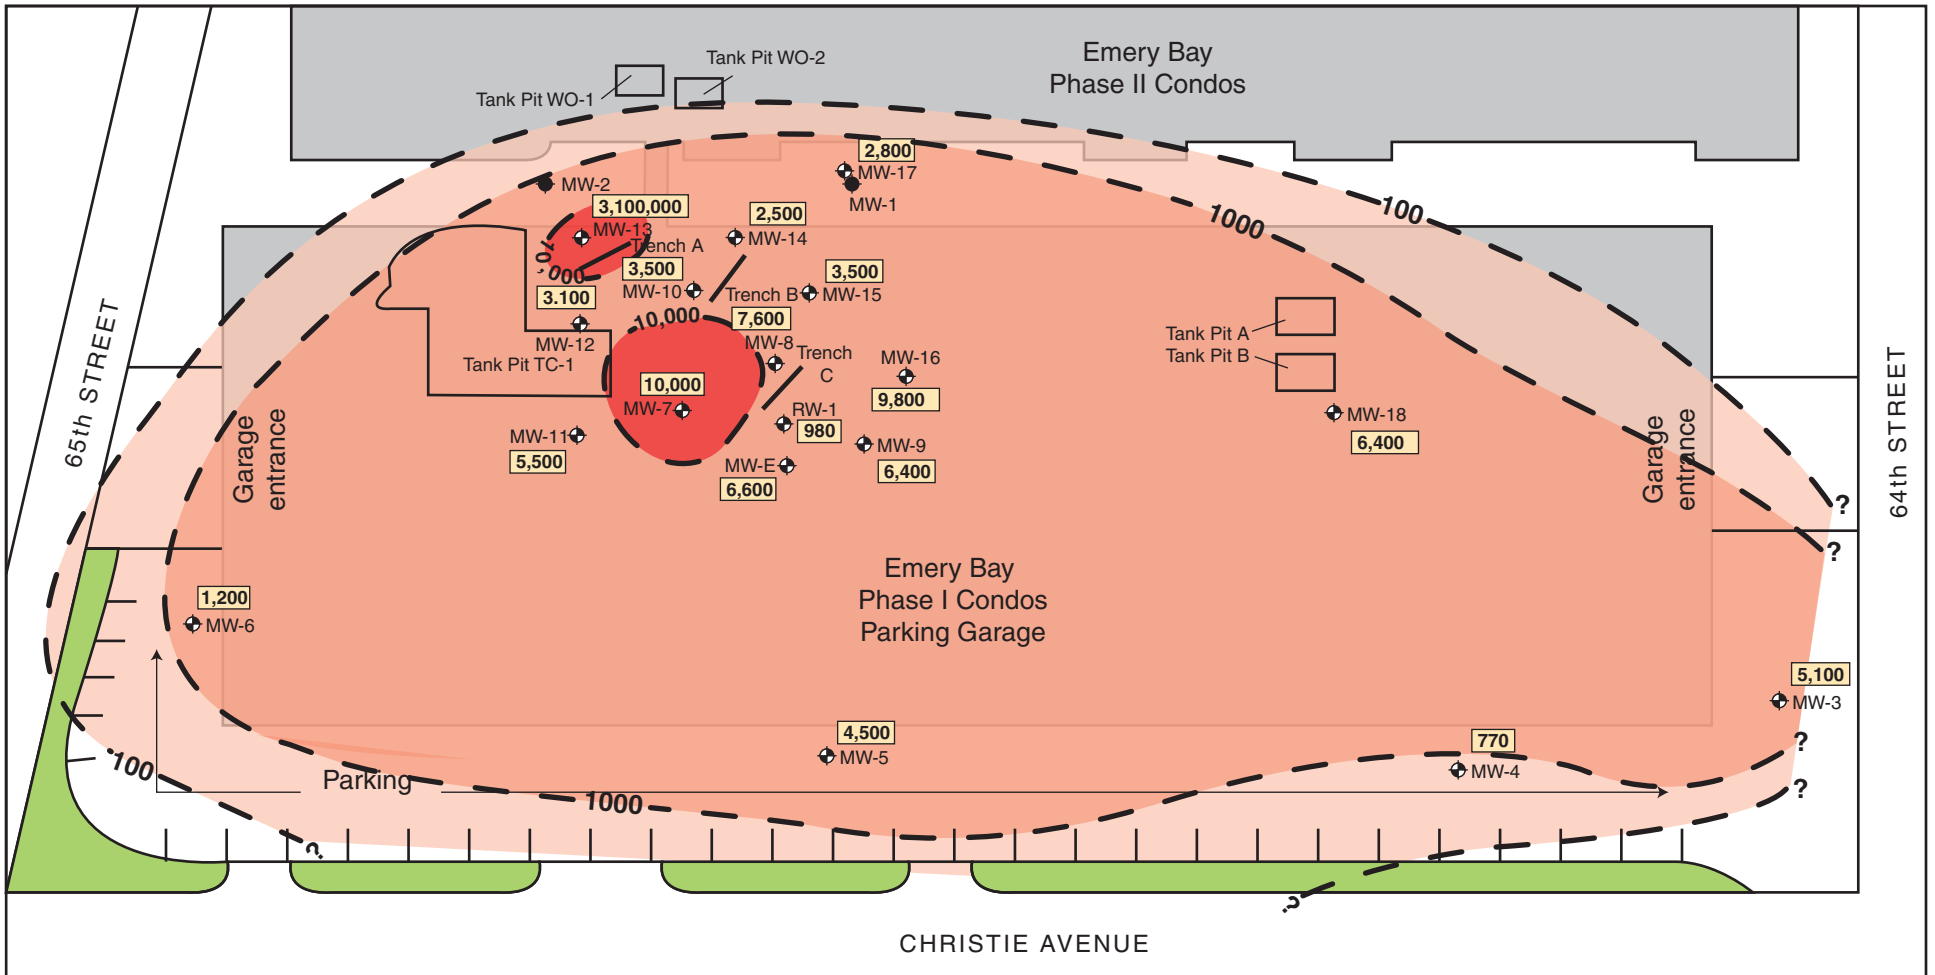 Emery Bay
Phase II Condos
Tank Pit WO-2
Tank Pit WO-1
2,800
MW-17
MW-1
MW-2
3,100,000
MW-13
10,000
Trench A
2,500
MW-14
1000
100
3,500
MW-10
3,500
MW-15
Trench B
3.100
MW-12
10,000
7,600
MW-8
Tank Pit TC-1
Trench
C
MW-16
9,800
Tank Pit A
Tank Pit B
10,000
MW-7
RW-1
980
MW-18
6,400
MW-11
5,500
MW-9
6,400
MW-E
6,600
65th STREET
Garage
entrance
Garage
entrance
64th STREET
?
?
Emery Bay
Phase I Condos
Parking Garage
1,200
MW-6
5,100
MW-3
4,500
MW-5
770
MW-4
?
?
100
Parking
1000
?
?
CHRISTIE AVENUE